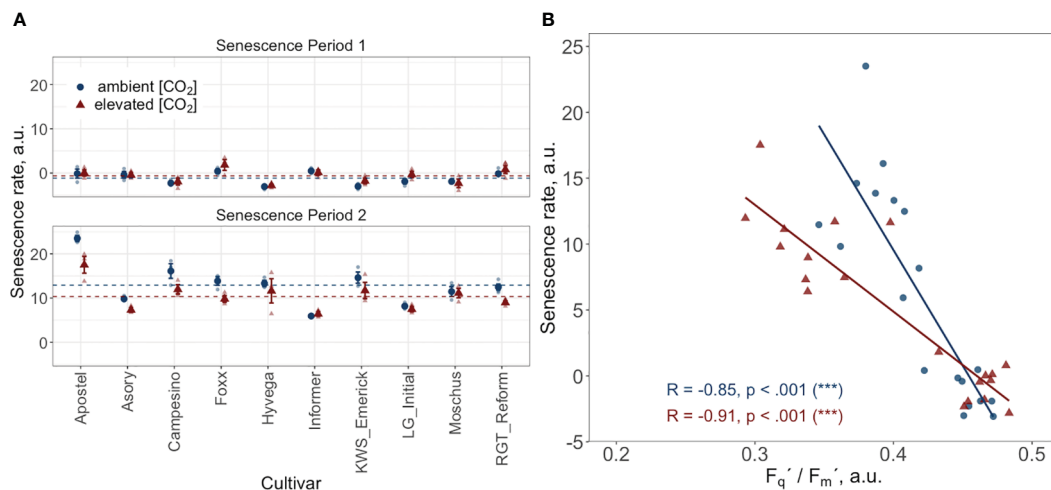 A
Senescence Period 1
20
10
0
ambient [CO₂]
elevated [CO₂]
Senescence Period 2
20
10
0
Senescence rate, a.u.
Apostel
Asory
Campesino
Foxx
Hyvega
Informer
KWS_Emerick
LG_Initial
Moschus
RGT_Reform
Cultivar
B
25
20
15
10
5
0
-5
Senescence rate, a.u.
R = -0.85, p < .001 (***)
R = -0.91, p < .001 (***)
0.2
0.3
0.4
0.5
Fq´ / Fm´, a.u.